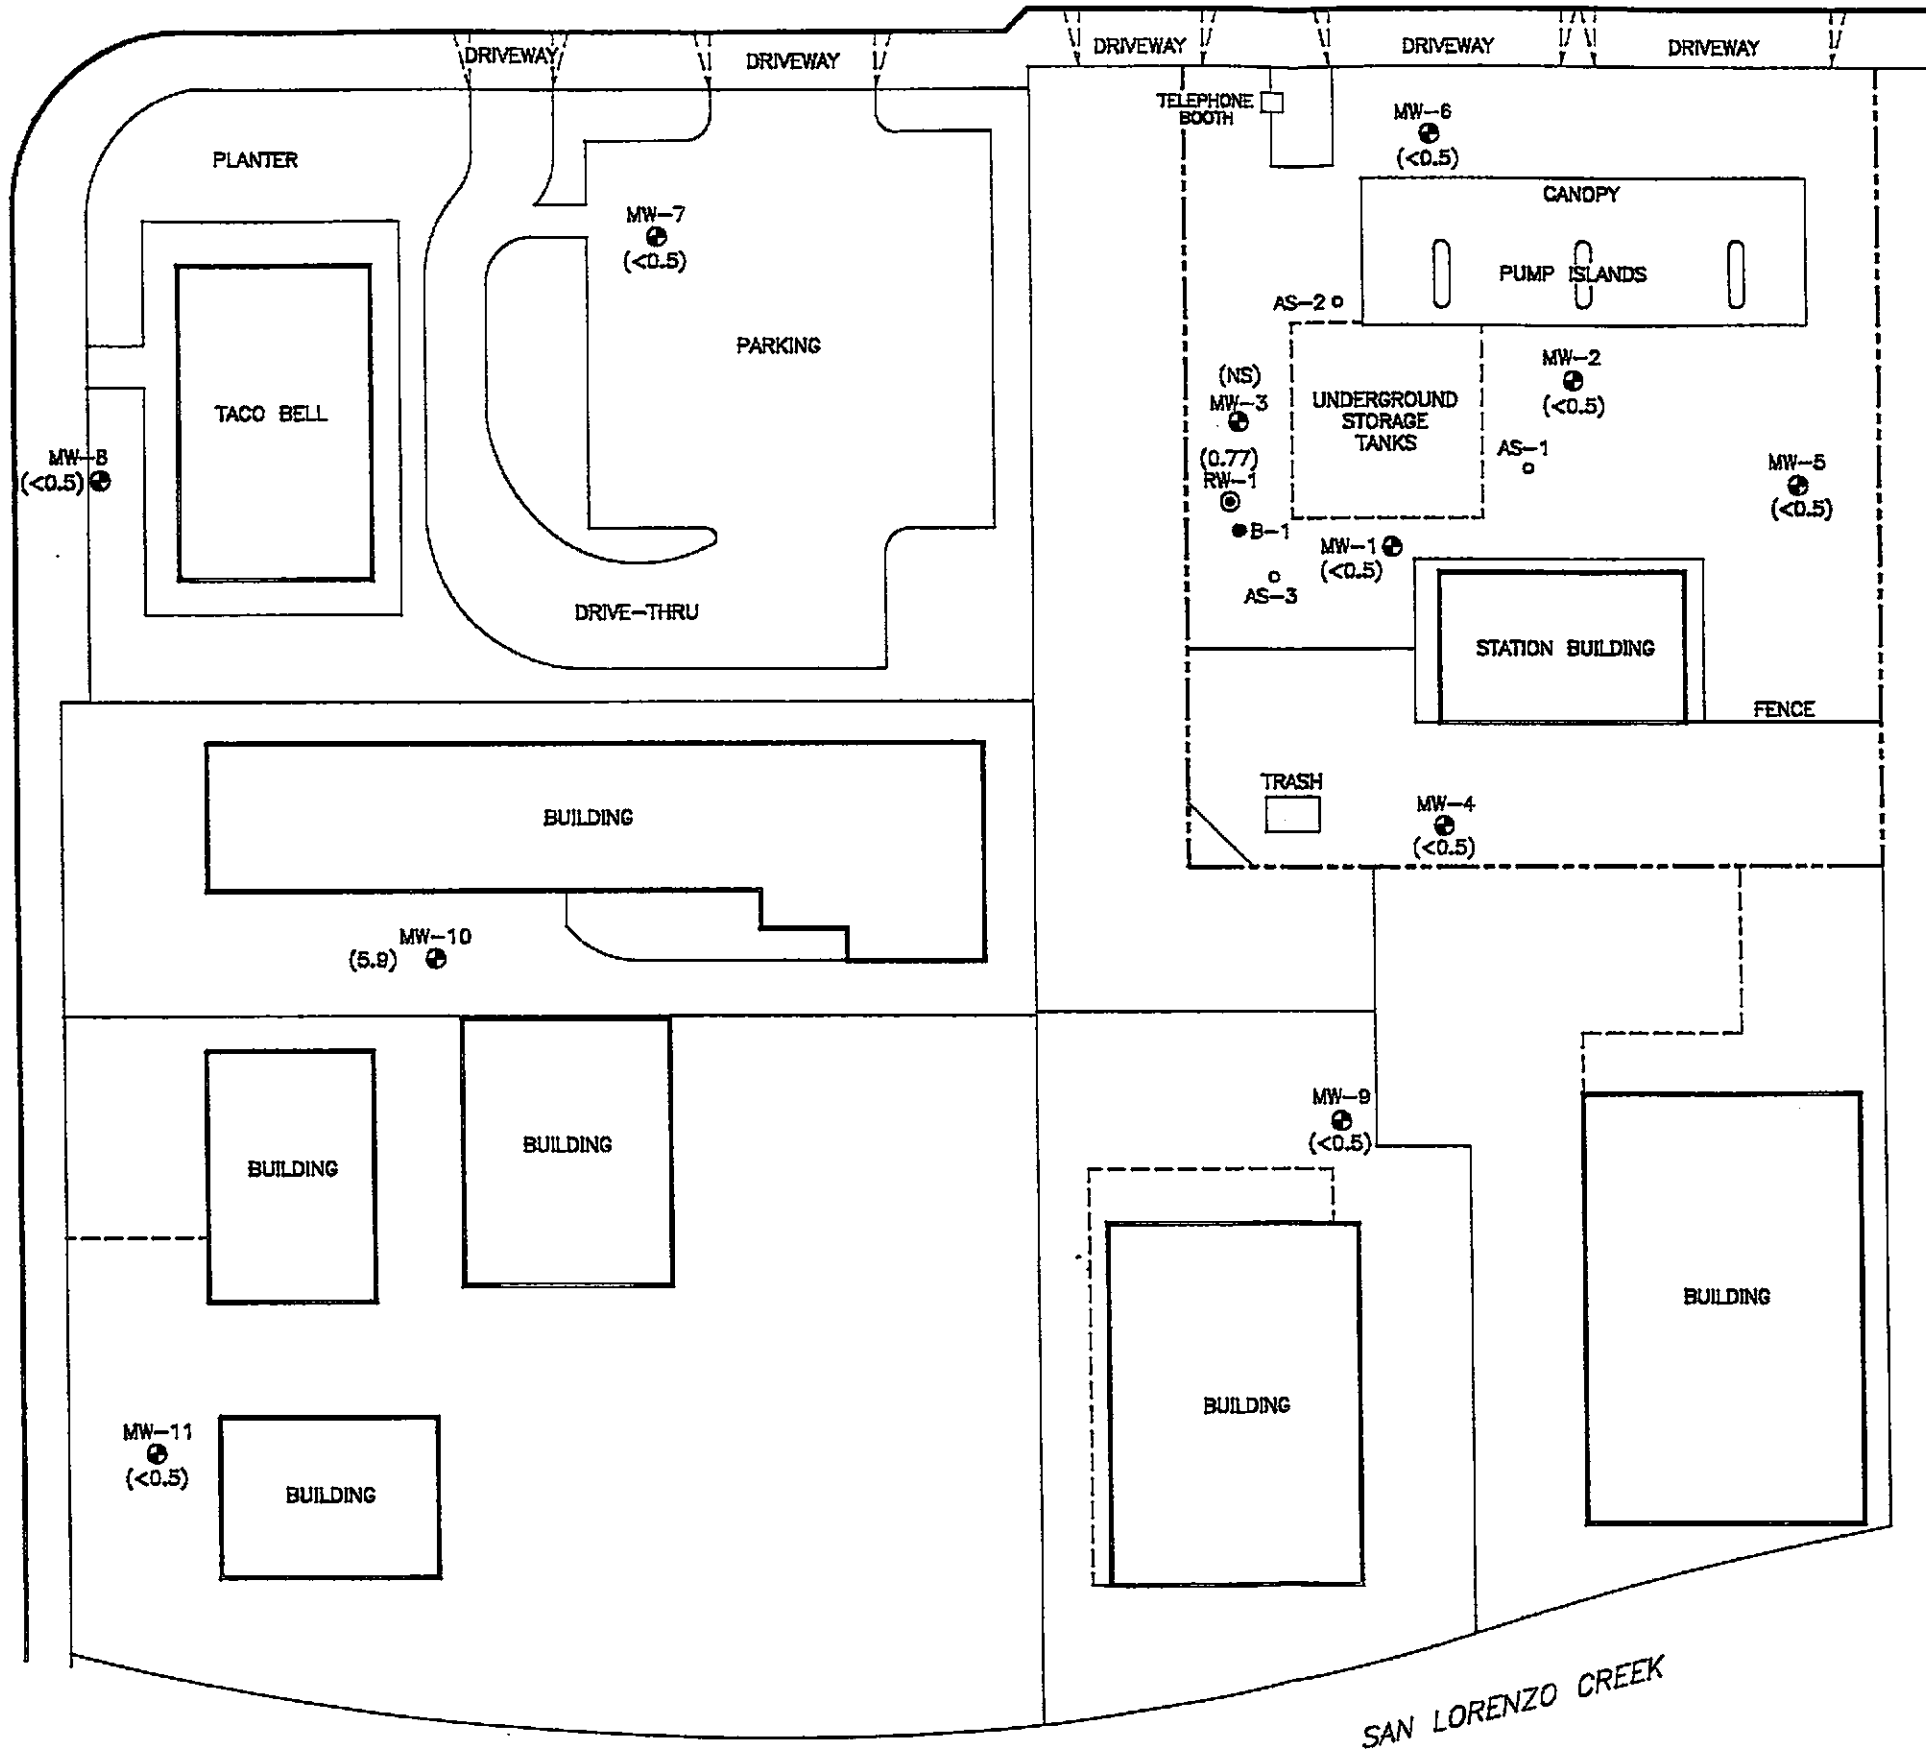 DRIVEWAY
DRIVEWAY
DRIVEWAY
DRIVEWAY
DRIVEWAY
TELEPHONE
BOOTH
MW-6
(<0.5)
PLANTER
CANOPY
MW-7
(<0.5)
PUMP ISLANDS
AS-2
PARKING
MW-2
(<0.5)
(NS)
MW-3
UNDERGROUND
STORAGE
TANKS
TACO BELL
AS-1
(0.77)
RW-1
MW-8
(<0.5)
MW-5
(<0.5)
B-1
MW-1
(<0.5)
AS-3
DRIVE-THRU
STATION BUILDING
FENCE
TRASH
MW-4
(<0.5)
BUILDING
MW-10
(5.9)
MW-9
(<0.5)
BUILDING
BUILDING
BUILDING
BUILDING
MW-11
(<0.5)
BUILDING
SAN LORENZO CREEK